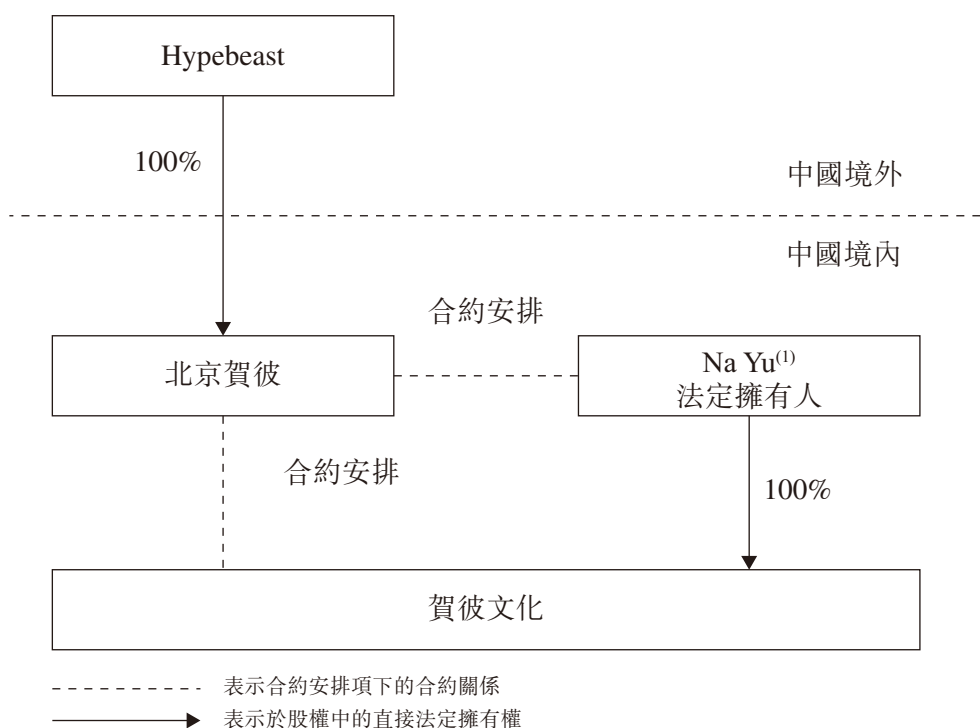 Hypebeast
100%
中國境外
中國境內
合約安排
北京賀彼
Na Yu(1)
法定擁有人
合約安排
100%
賀彼文化
表示合約安排項下的合約關係
表示於股權中的直接法定擁有權